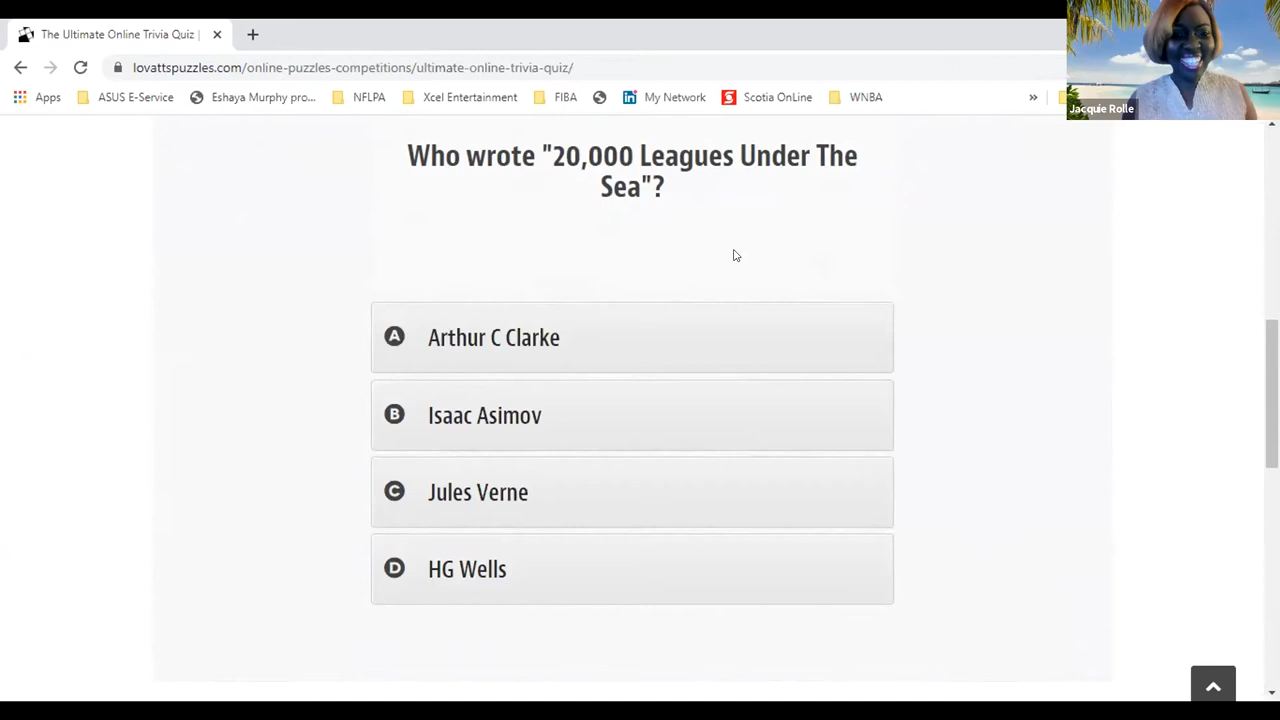 The Ultimate Online Trivia Quiz |
lovattspuzzles.com/online-puzzles-competitions/ultimate-online-trivia-quiz/
Apps ASUS E-Service Eshaya Murphy pro... NFLPA Xcel Entertainment FIBA My Network Scotia OnLine WNBA »
Jacquie Rolle
Who wrote "20,000 Leagues Under The
Sea"?
A Arthur C Clarke
B Isaac Asimov
C Jules Verne
D HG Wells